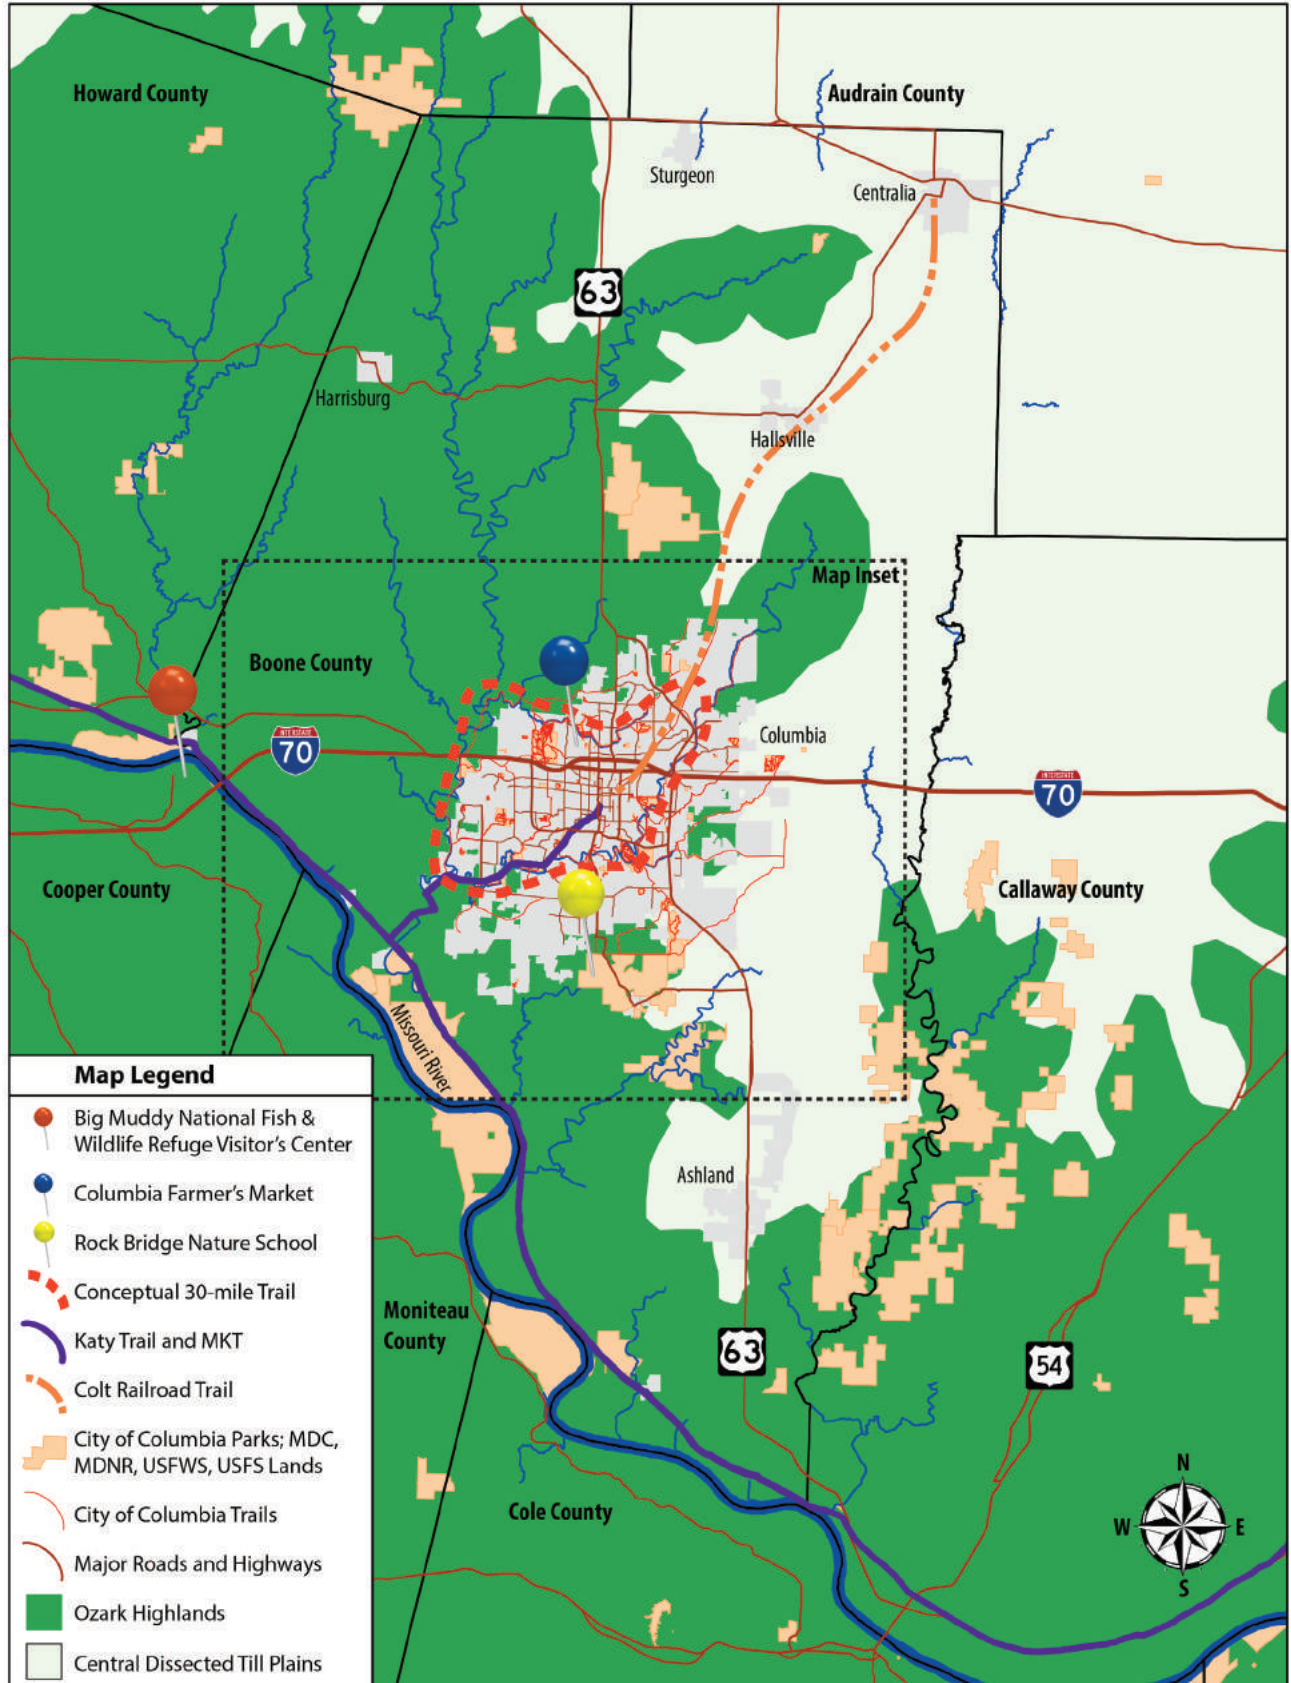 Howard County
Audrain County
Sturgeon
Centralia
63
Harrisburg
Hallsville
Map Inset
Boone County
INTERSTATE
70
Columbia
INTERSTATE
70
Cooper County
Callaway County
Missouri River
Ashland
Moniteau
County
63
54
Cole County
N
W
E
S
Map Legend
Big Muddy National Fish &
Wildlife Refuge Visitor's Center
Columbia Farmer's Market
Rock Bridge Nature School
Conceptual 30-mile Trail
Katy Trail and MKT
Colt Railroad Trail
City of Columbia Parks; MDC,
MDNR, USFWS, USFS Lands
City of Columbia Trails
Major Roads and Highways
Ozark Highlands
Central Dissected Till Plains